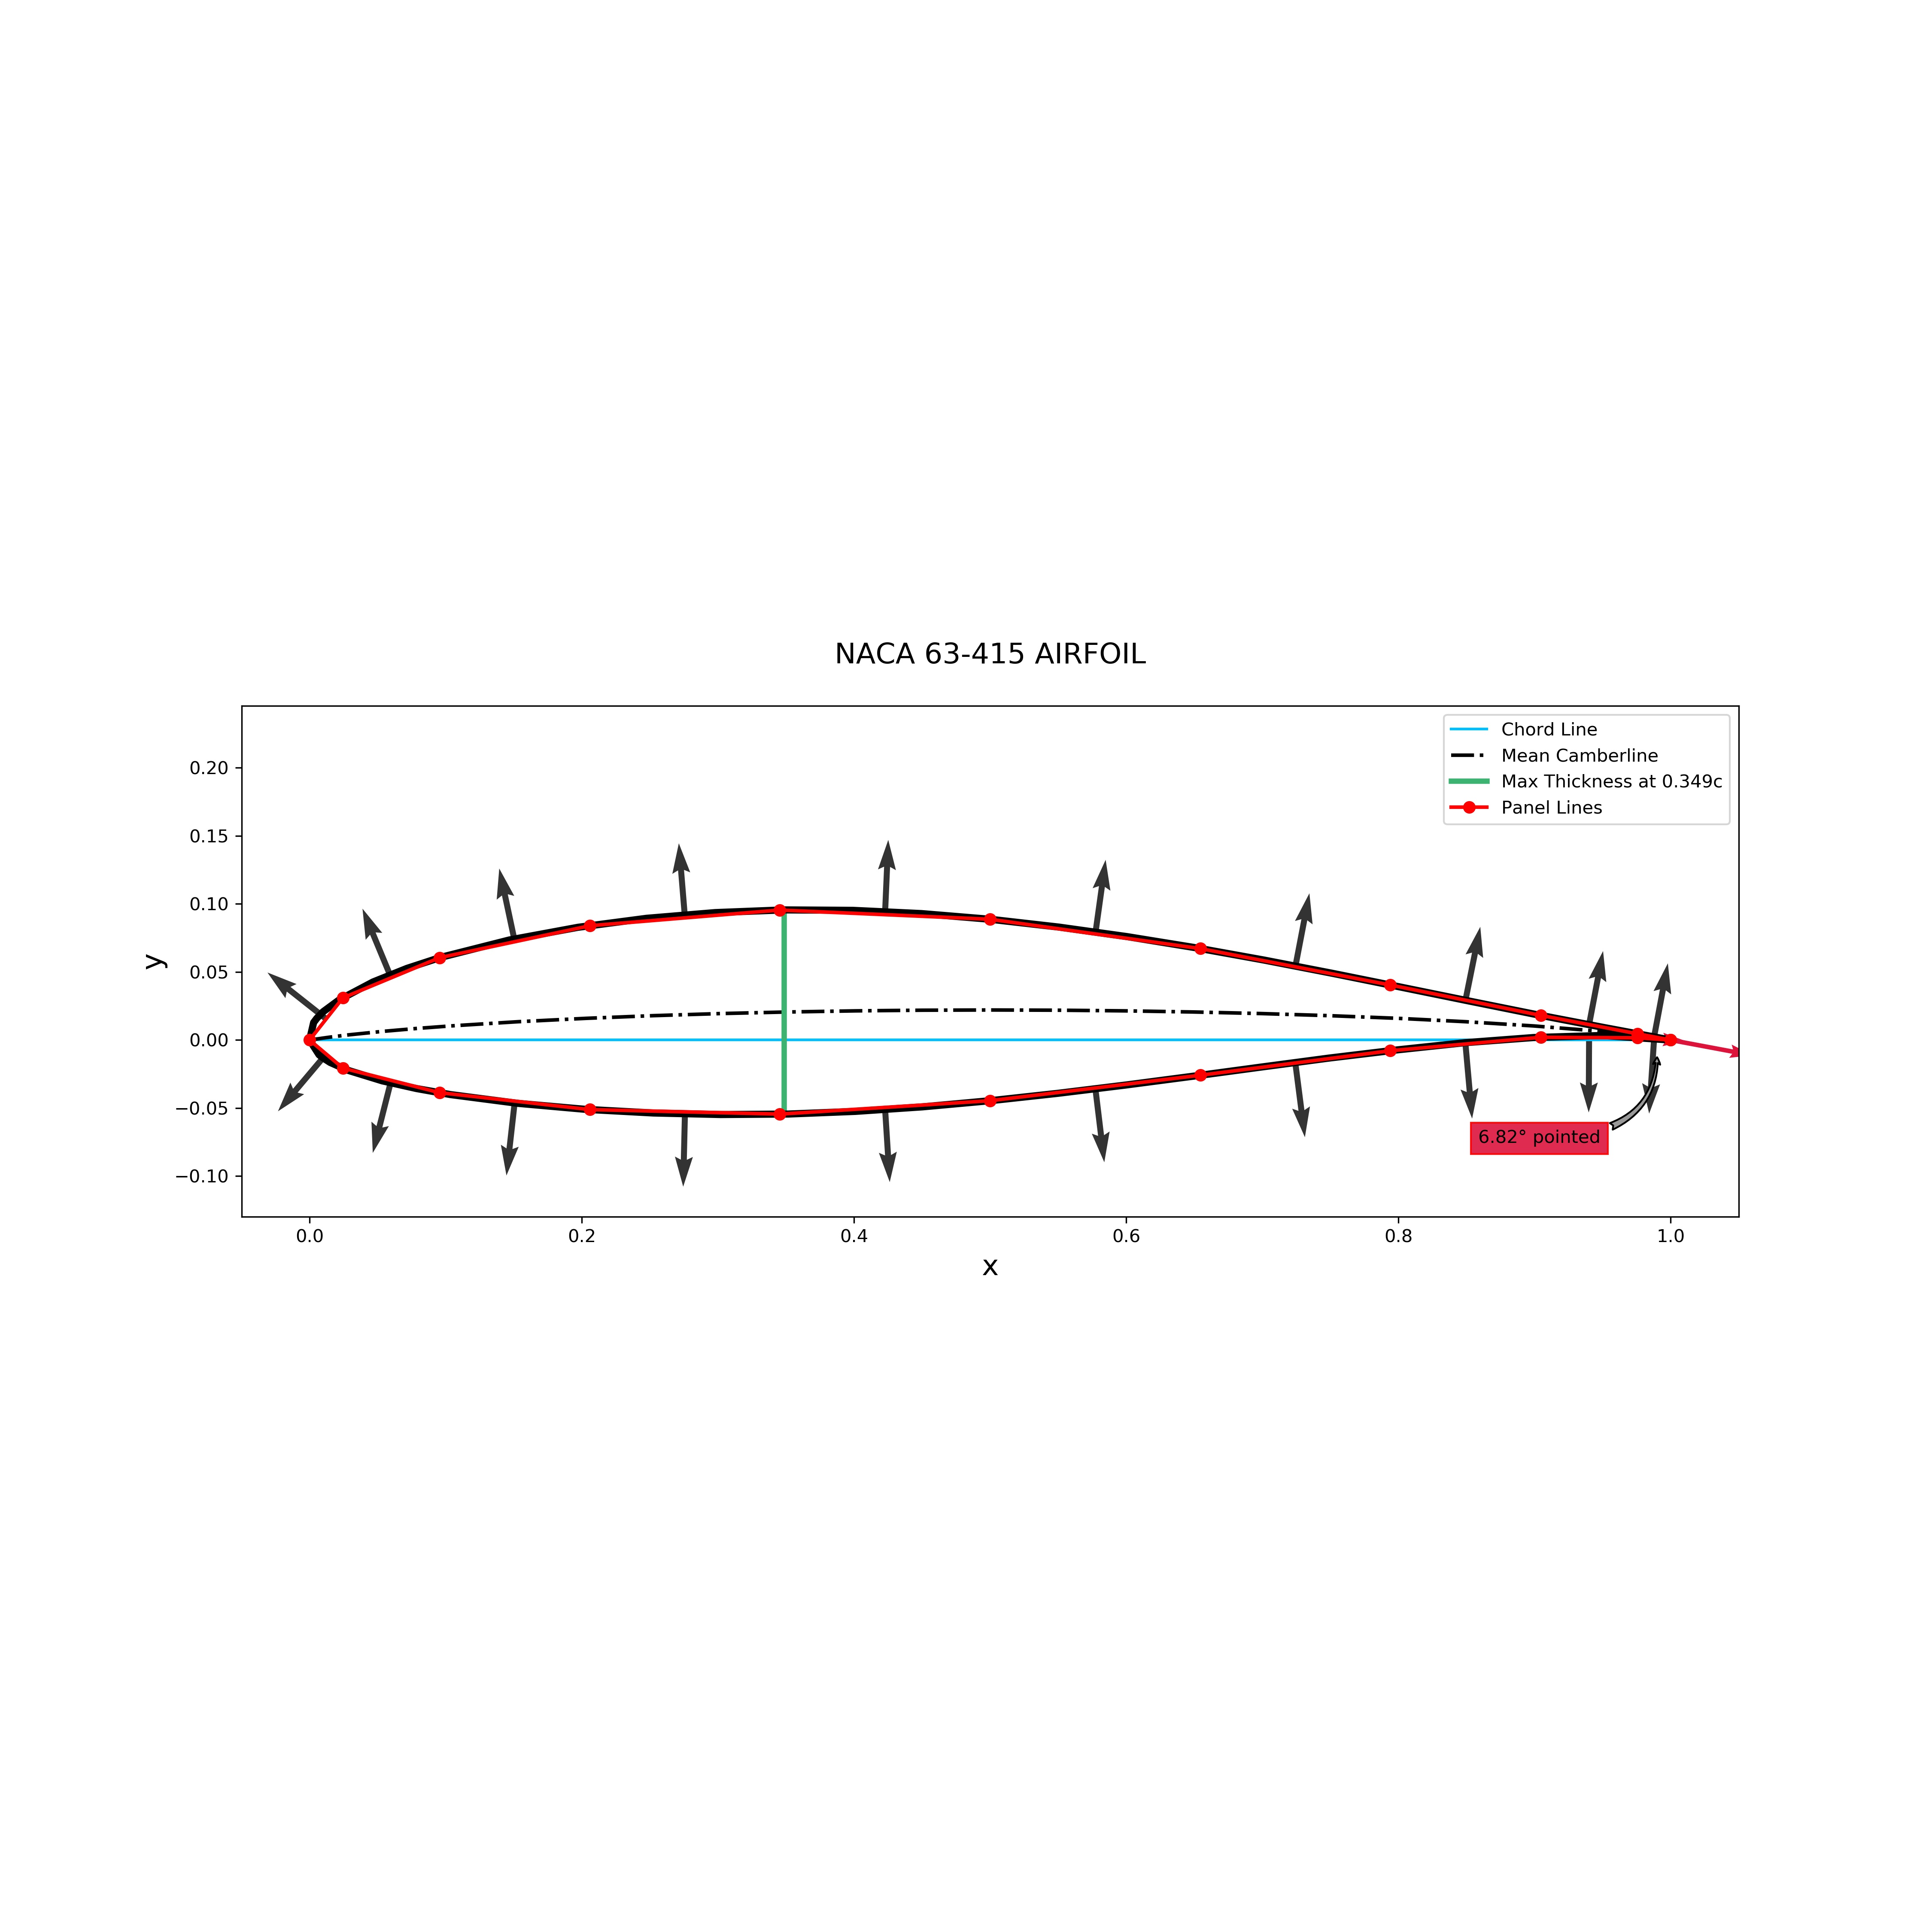 NACA 63-415 AIRFOIL
Chord Line
Mean Camberline
Max Thickness at 0.349c
Panel Lines
0.20
0.15
0.10
0.05
0.00
−0.05
−0.10
y
6.82° pointed
0.0 0.2 0.4 0.6 0.8 1.0
x